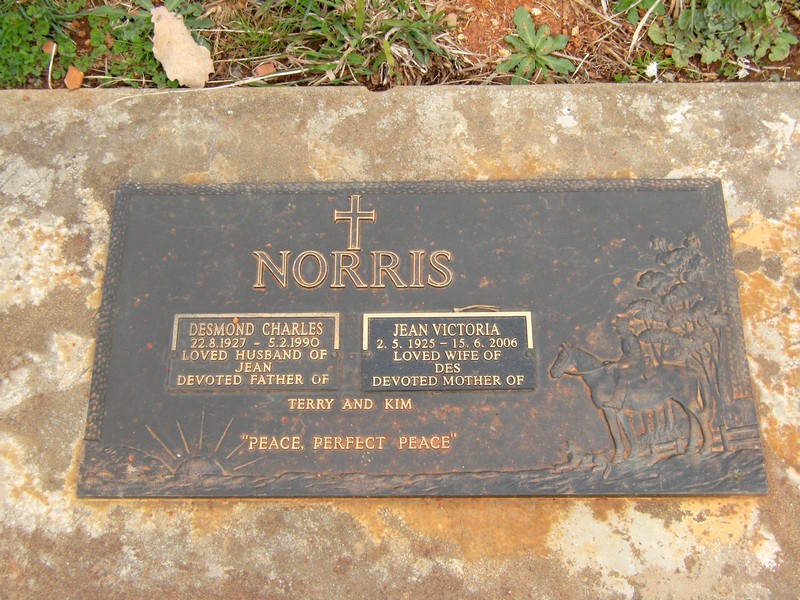 NORRIS
DESMOND CHARLES
22.8.1927 - 5.2.1990
LOVED HUSBAND OF
JEAN
DEVOTED FATHER OF
JEAN VICTORIA
2. 5. 1925 - 15. 6. 2006
LOVED WIFE OF
DES
DEVOTED MOTHER OF
TERRY AND KIM
"PEACE, PERFECT PEACE"